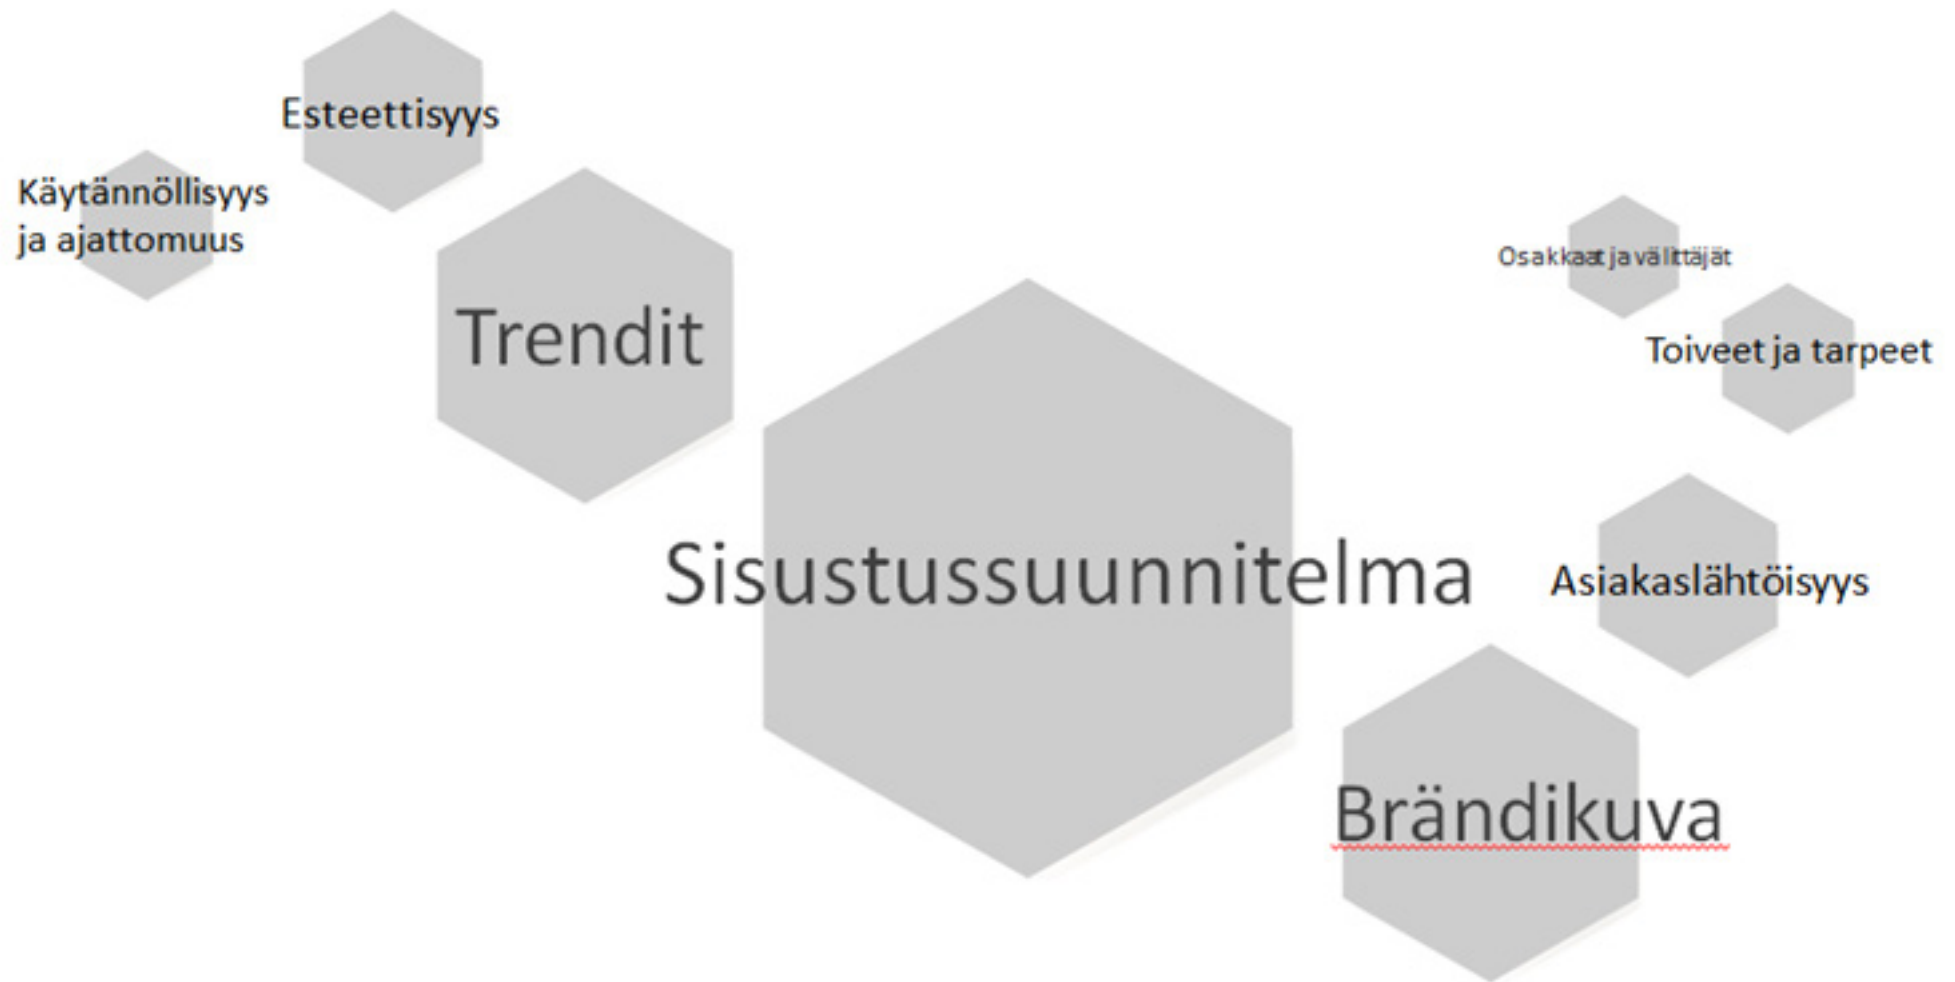 Esteettisyys
Käytännöllisyys
ja ajattomuus
Trendit
Osakkaat ja välittäjät
Toiveet ja tarpeet
Sisustussuunnitelma
Asiakaslähtöisyys
Brändikuva